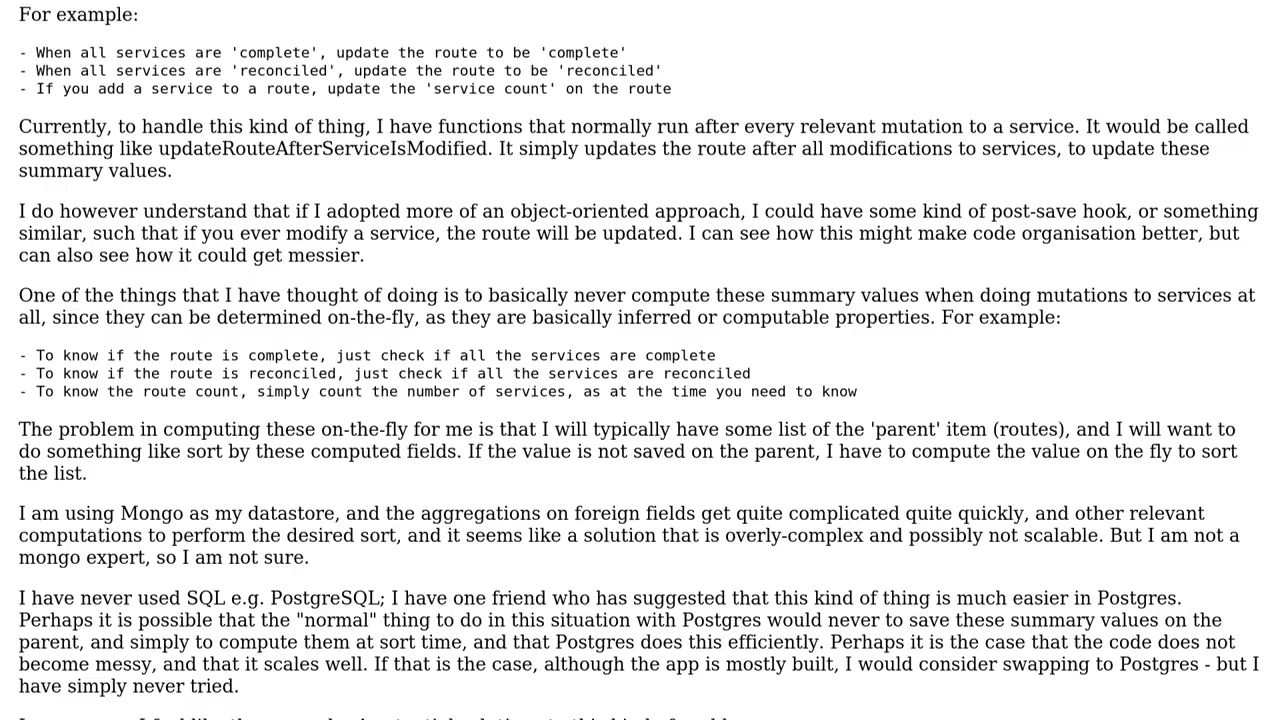 For example:
- When all services are 'complete', update the route to be 'complete'
- When all services are 'reconciled', update the route to be 'reconciled'
- If you add a service to a route, update the 'service count' on the route
Currently, to handle this kind of thing, I have functions that normally run after every relevant mutation to a service. It would be called
something like updateRouteAfterServiceIsModified. It simply updates the route after all modifications to services, to update these
summary values.
I do however understand that if I adopted more of an object-oriented approach, I could have some kind of post-save hook, or something
similar, such that if you ever modify a service, the route will be updated. I can see how this might make code organisation better, but
can also see how it could get messier.
One of the things that I have thought of doing is to basically never compute these summary values when doing mutations to services at
all, since they can be determined on-the-fly, as they are basically inferred or computable properties. For example:
- To know if the route is complete, just check if all the services are complete
- To know if the route is reconciled, just check if all the services are reconciled
- To know the route count, simply count the number of services, as at the time you need to know
The problem in computing these on-the-fly for me is that I will typically have some list of the 'parent' item (routes), and I will want to
do something like sort by these computed fields. If the value is not saved on the parent, I have to compute the value on the fly to sort
the list.
I am using Mongo as my datastore, and the aggregations on foreign fields get quite complicated quite quickly, and other relevant
computations to perform the desired sort, and it seems like a solution that is overly-complex and possibly not scalable. But I am not a
mongo expert, so I am not sure.
I have never used SQL e.g. PostgreSQL; I have one friend who has suggested that this kind of thing is much easier in Postgres.
Perhaps it is possible that the "normal" thing to do in this situation with Postgres would never to save these summary values on the
parent, and simply to compute them at sort time, and that Postgres does this efficiently. Perhaps it is the case that the code does not
become messy, and that it scales well. If that is the case, although the app is mostly built, I would consider swapping to Postgres - but I
have simply never tried.